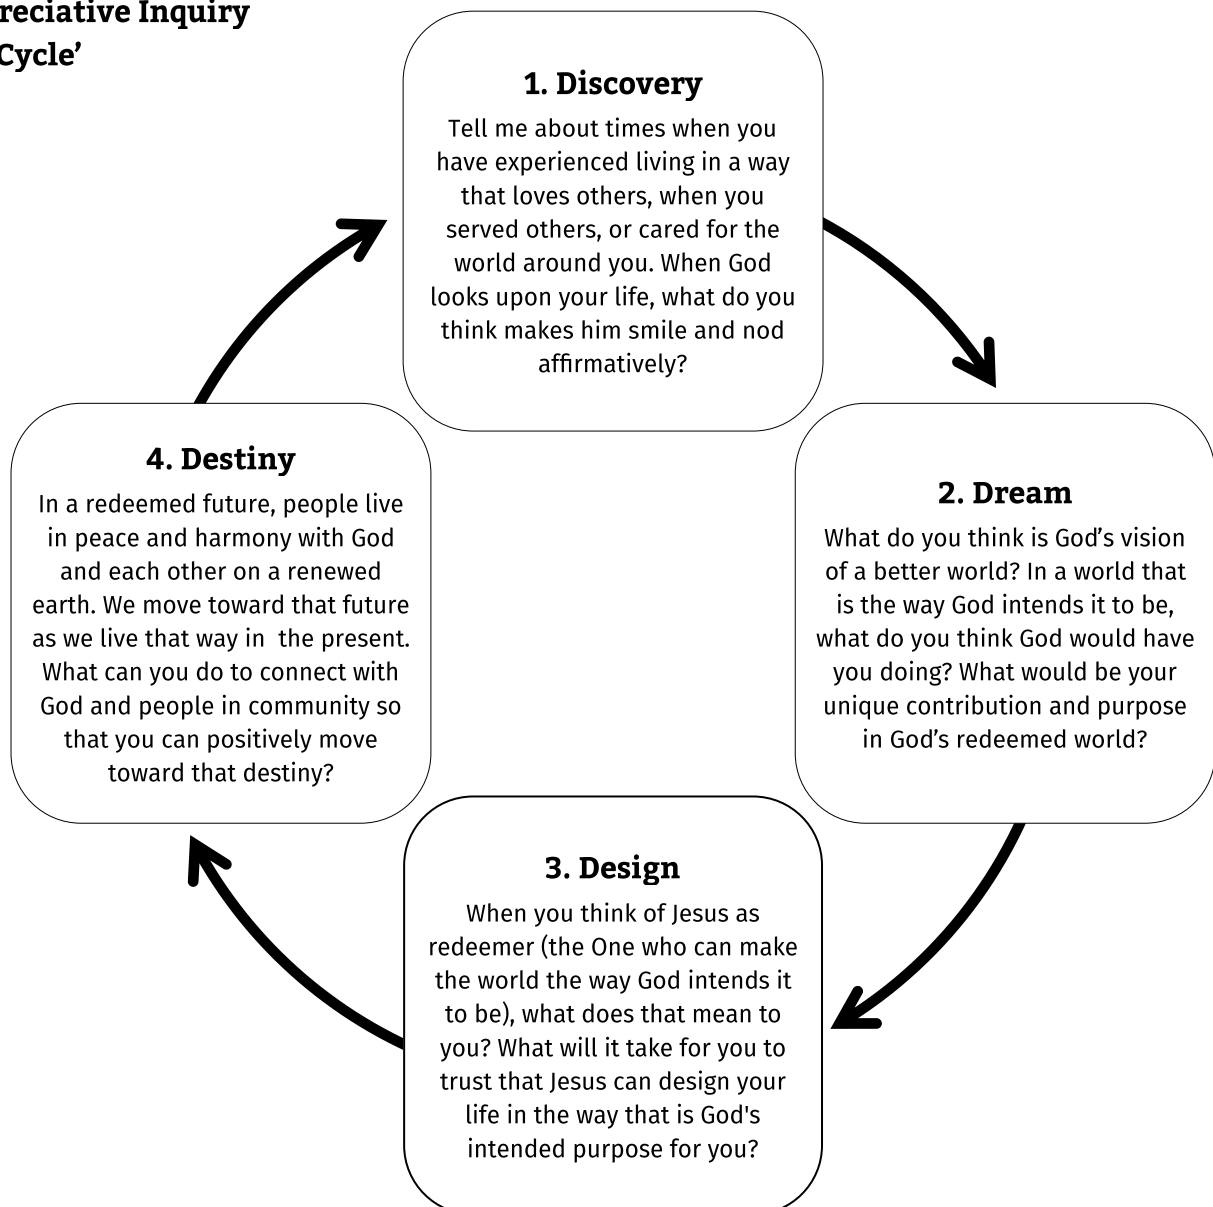 reciative Inquiry
Cycle’
1. Discovery
Tell me about times when you
have experienced living in a way
that loves others, when you
served others, or cared for the
world around you. When God
looks upon your life, what do you
think makes him smile and nod
affirmatively?
2. Dream
What do you think is God’s vision
of a better world? In a world that
is the way God intends it to be,
what do you think God would have
you doing? What would be your
unique contribution and purpose
in God’s redeemed world?
3. Design
When you think of Jesus as
redeemer (the One who can make
the world the way God intends it
to be), what does that mean to
you? What will it take for you to
trust that Jesus can design your
life in the way that is God's
intended purpose for you?
4. Destiny
In a redeemed future, people live
in peace and harmony with God
and each other on a renewed
earth. We move toward that future
as we live that way in  the present.
What can you do to connect with
God and people in community so
that you can positively move
toward that destiny?